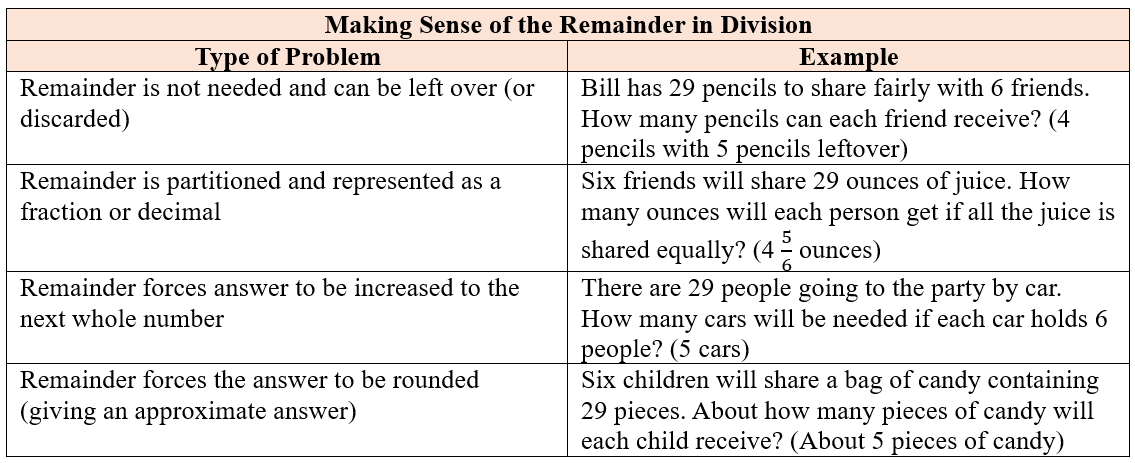 Making Sense of the Remainder in Division
Type of Problem
Example
Remainder is not needed and can be left over (or
discarded)
Bill has 29 pencils to share fairly with 6 friends.
How many pencils can each friend receive? (4
pencils with 5 pencils leftover)
Remainder is partitioned and represented as a
fraction or decimal
Six friends will share 29 ounces of juice. How
many ounces will each person get if all the juice is
shared equally? (4 5/6 ounces)
Remainder forces answer to be increased to the
next whole number
There are 29 people going to the party by car.
How many cars will be needed if each car holds 6
people? (5 cars)
Remainder forces the answer to be rounded
(giving an approximate answer)
Six children will share a bag of candy containing
29 pieces. About how many pieces of candy will
each child receive? (About 5 pieces of candy)